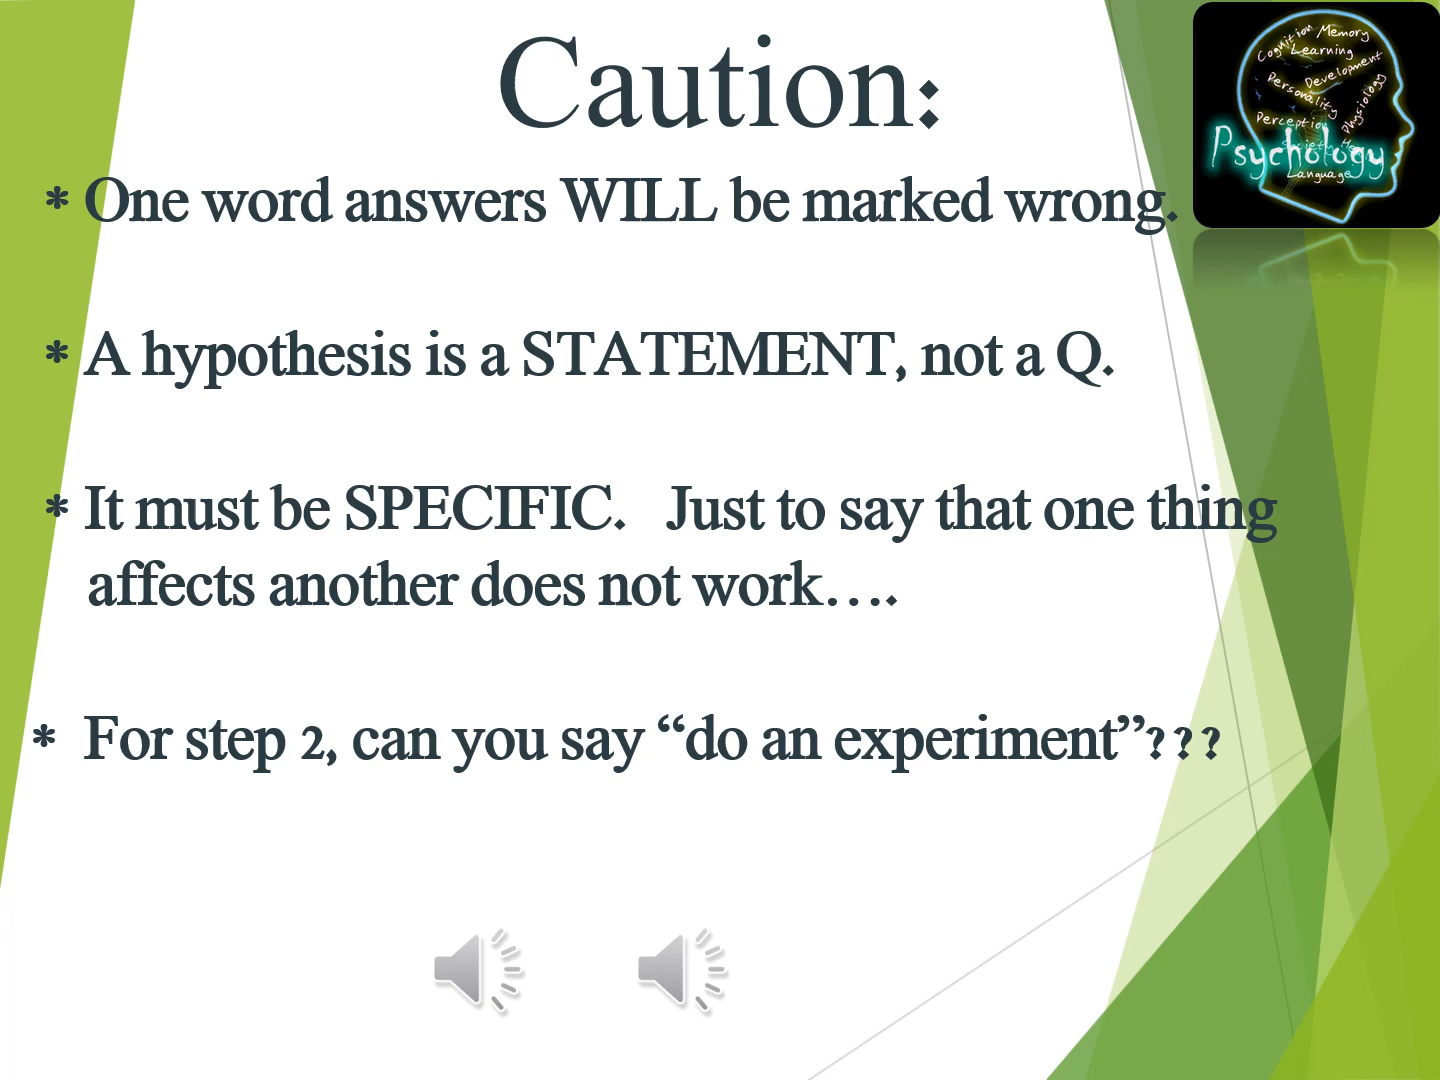 Caution:
* One word answers WILL be marked wrong.
* A hypothesis is a STATEMENT, not a Q.
* It must be SPECIFIC.   Just to say that one thing
affects another does not work….
*  For step 2, can you say “do an experiment”???
Cognition Memory
Learning
Development
Personality
Physiology
Perception
Psychology
Language